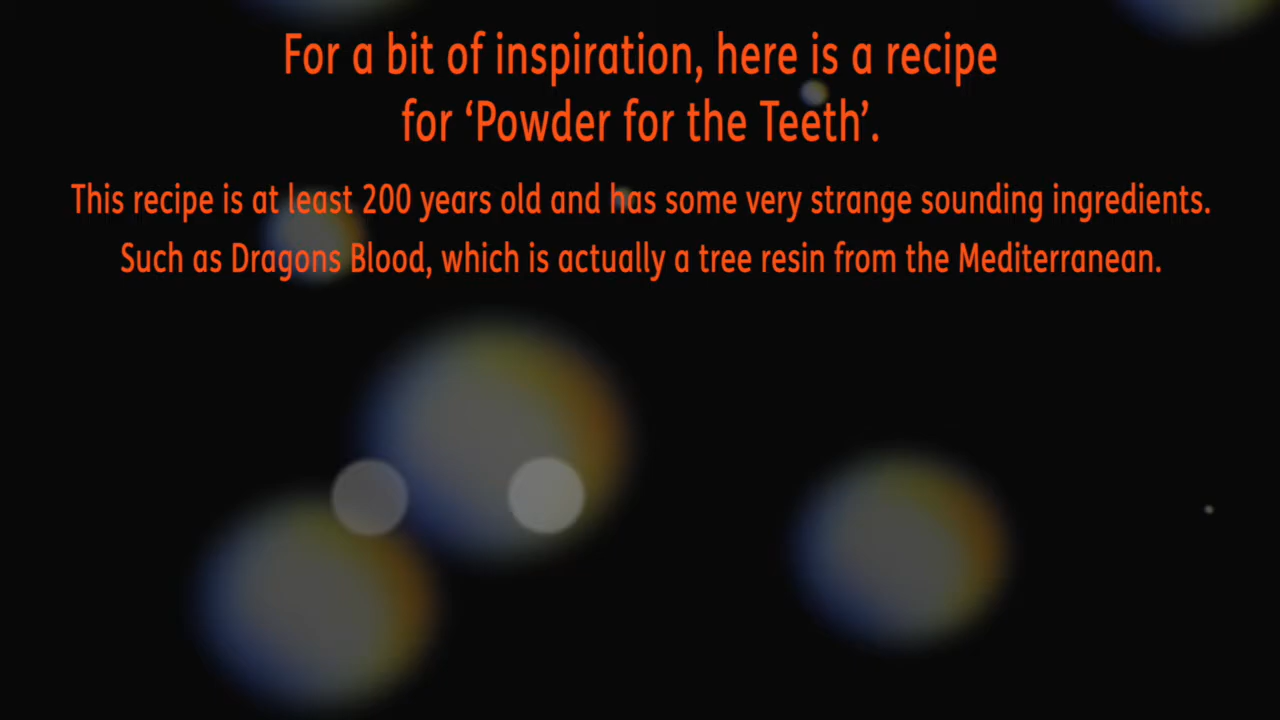 For a bit of inspiration, here is a recipe
for ‘Powder for the Teeth’.
This recipe is at least 200 years old and has some very strange sounding ingredients.
Such as Dragons Blood, which is actually a tree resin from the Mediterranean.